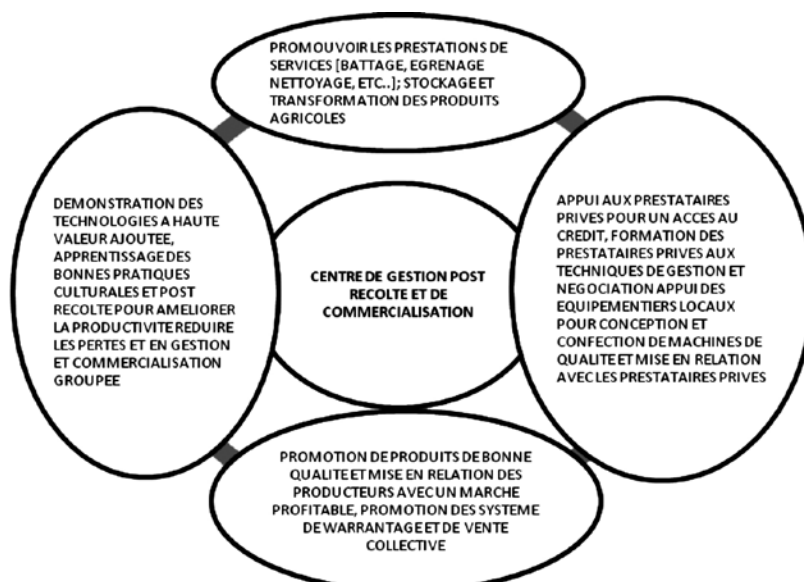 PROMOUVOIR LES PRESTATIONS DE
SERVICES [BATTAGE, EGRENAGE
NETTOYAGE, ETC..]; STOCKAGE ET
TRANSFORMATION DES PRODUITS
AGRICOLES
DEMONSTRATION DES
TECHNOLOGIES A HAUTE
VALEUR AJOUTEE,
APPRENTISSAGE DES
BONNES PRATIQUES
CULTURALES ET POST
RECOLTE POUR AMELIORER
LA PRODUCTIVITE REDUIRE
LES PERTES ET EN GESTION
ET COMMERCIALISATION
GROUPEE
CENTRE DE GESTION POST
RECOLTE ET DE
COMMERCIALISATION
APPUI AUX PRESTATAIRES
PRIVES POUR UN ACCES AU
CREDIT, FORMATION DES
PRESTATAIRES PRIVES AUX
TECHNIQUES DE GESTION ET
NEGOCIATION APPUI DES
EQUIPEMENTIERS LOCAUX
POUR CONCEPTION ET
CONFECTION DE MACHINES DE
QUALITE ET MISE EN RELATION
AVEC LES PRESTATAIRES PRIVES
PROMOTION DE PRODUITS DE BONNE
QUALITE ET MISE EN RELATION DES
PRODUCTEURS AVEC UN MARCHE
PROFITABLE, PROMOTION DES SYSTEME
DE WARRANTAGE ET DE VENTE
COLLECTIVE